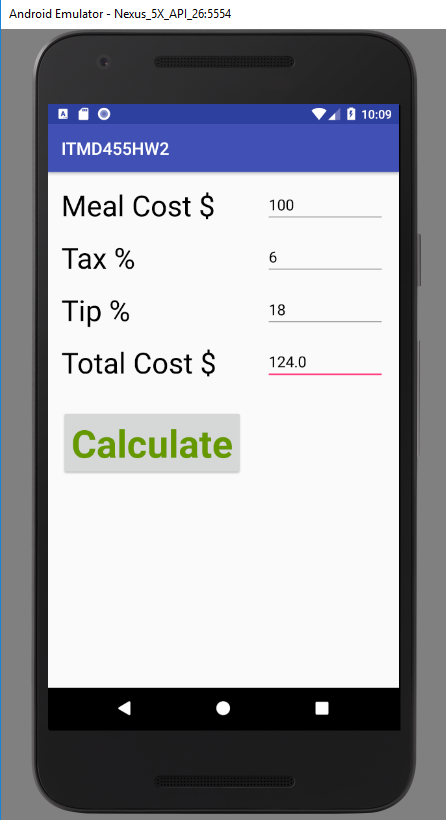 Android Emulator - Nexus_5X_API_26:5554
A 10:09
ITMD455HW2
Meal Cost $ 100
Tax % 6
Tip % 18
Total Cost $ 124.0
Calculate